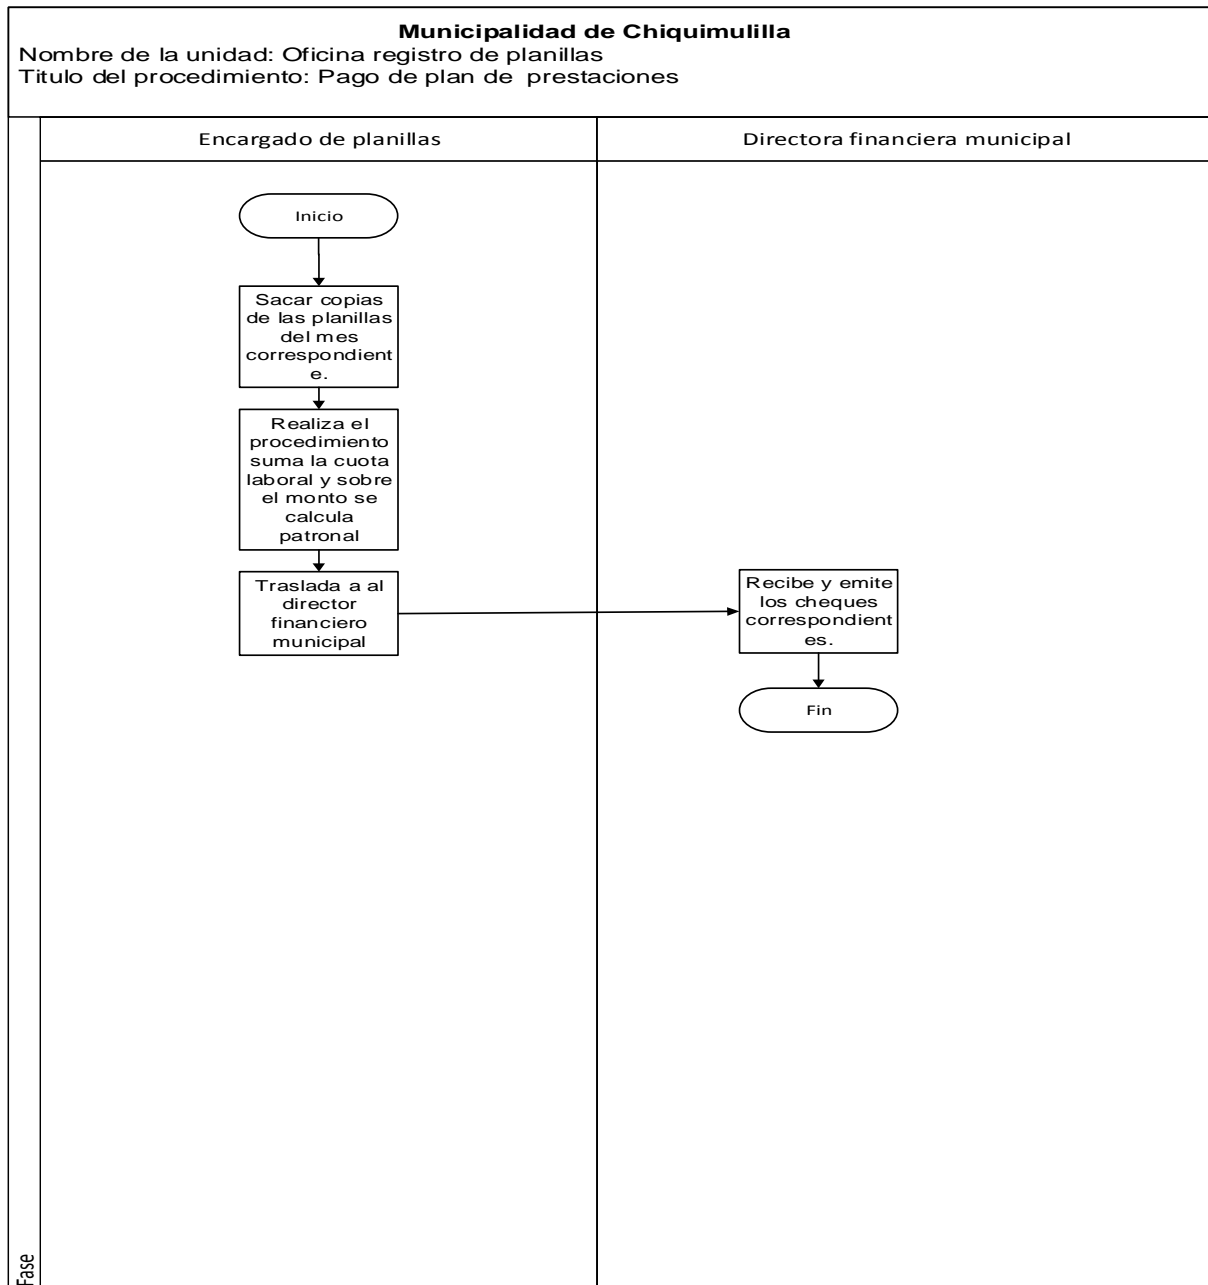 Municipalidad de Chiquimulilla
Nombre de la unidad: Oficina registro de planillas
Titulo del procedimiento: Pago de plan de prestaciones
Encargado de planillas
Directora financiera municipal
Inicio
Sacar copias
de las planillas
del mes
correspondient
e.
Realiza el
procedimiento
suma la cuota
laboral y sobre
el monto se
calcula
patronal
Traslada a al
director
financiero
municipal
Recibe y emite
los cheques
correspondient
es.
Fin
Fase